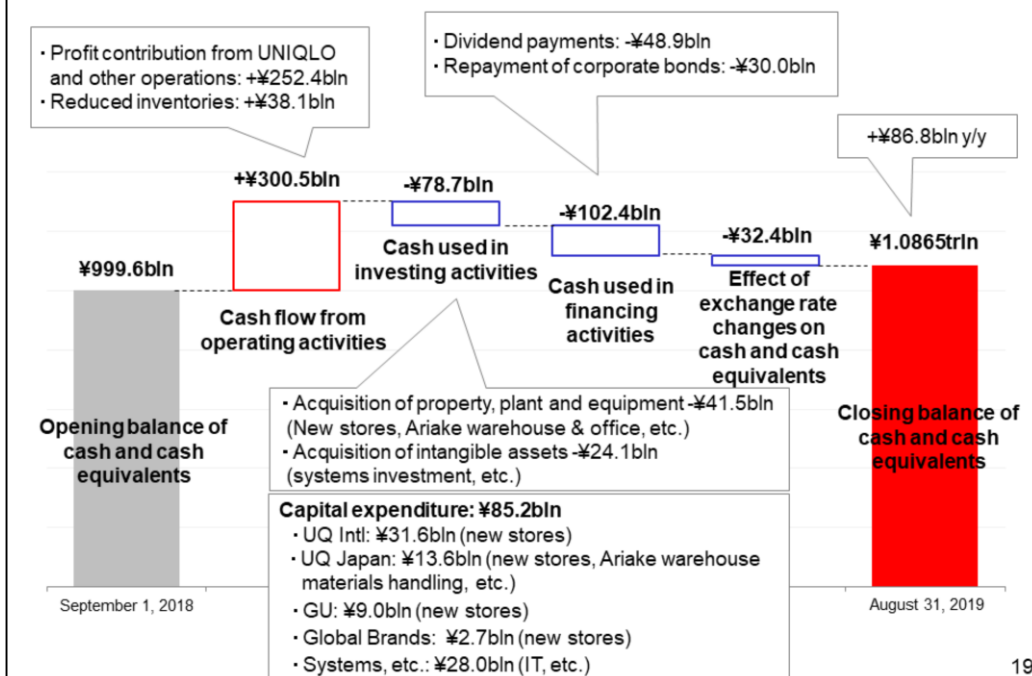 ・Profit contribution from UNIQLO
and other operations: +¥252.4bln
・Reduced inventories: +¥38.1bln
・Dividend payments: -¥48.9bln
・Repayment of corporate bonds: -¥30.0bln
+¥86.8bln y/y
¥999.6bln
+¥300.5bln
-¥78.7bln
-¥102.4bln
-¥32.4bln
¥1.0865trln
Opening balance of
cash and cash
equivalents
Cash flow from
operating activities
Cash used in
investing activities
Cash used in
financing
activities
Effect of
exchange rate
changes on
cash and cash
equivalents
Closing balance of
cash and cash
equivalents
・Acquisition of property, plant and equipment -¥41.5bln
(New stores, Ariake warehouse & office, etc.)
・Acquisition of intangible assets -¥24.1bln
(systems investment, etc.)
Capital expenditure: ¥85.2bln
・UQ Intl: ¥31.6bln (new stores)
・UQ Japan: ¥13.6bln (new stores, Ariake warehouse
materials handling, etc.)
・GU: ¥9.0bln (new stores)
・Global Brands: ¥2.7bln (new stores)
・Systems, etc.: ¥28.0bln (IT, etc.)
September 1, 2018
August 31, 2019
19